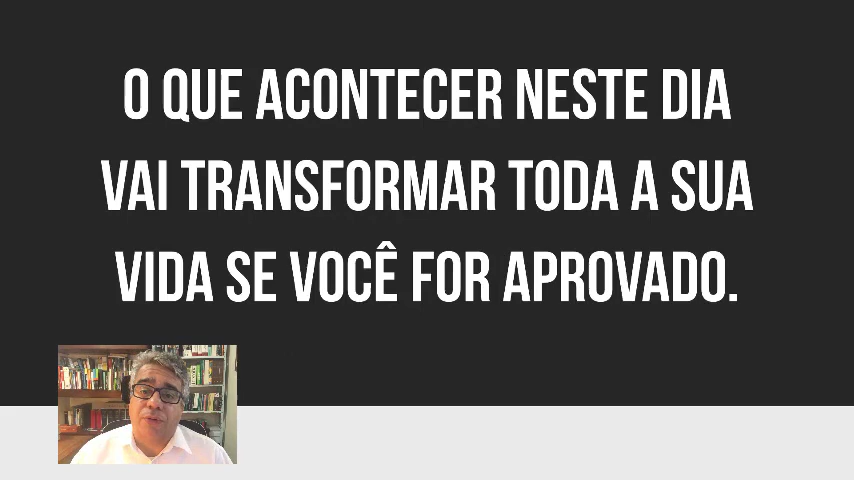 O QUE ACONTECER NESTE DIA
VAI TRANSFORMAR TODA A SUA
VIDA SE VOCÊ FOR APROVADO.